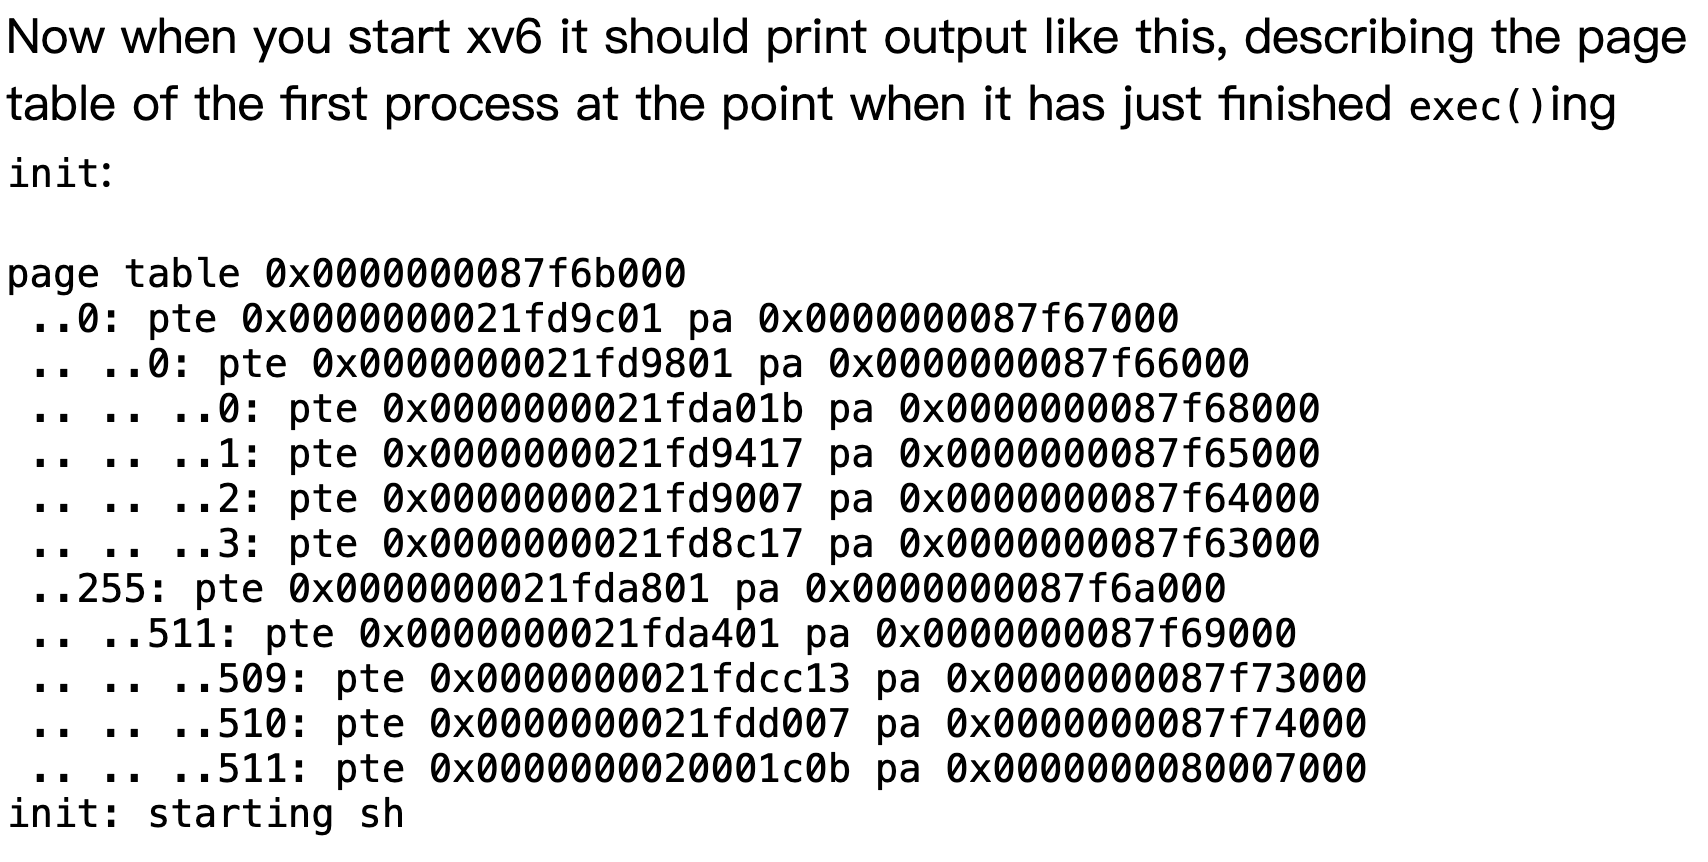 Now when you start xv6 it should print output like this, describing the page
table of the first process at the point when it has just finished exec()ing
init:
page table 0x0000000087f6b000
 ..0: pte 0x0000000021fd9c01 pa 0x0000000087f67000
 .. ..0: pte 0x0000000021fd9801 pa 0x0000000087f66000
 .. .. ..0: pte 0x0000000021fda01b pa 0x0000000087f68000
 .. .. ..1: pte 0x0000000021fd9417 pa 0x0000000087f65000
 .. .. ..2: pte 0x0000000021fd9007 pa 0x0000000087f64000
 .. .. ..3: pte 0x0000000021fd8c17 pa 0x0000000087f63000
 ..255: pte 0x0000000021fda801 pa 0x0000000087f6a000
 .. ..511: pte 0x0000000021fda401 pa 0x0000000087f69000
 .. .. ..509: pte 0x0000000021fdcc13 pa 0x0000000087f73000
 .. .. ..510: pte 0x0000000021fdd007 pa 0x0000000087f74000
 .. .. ..511: pte 0x0000000020001c0b pa 0x0000000080007000
init: starting sh